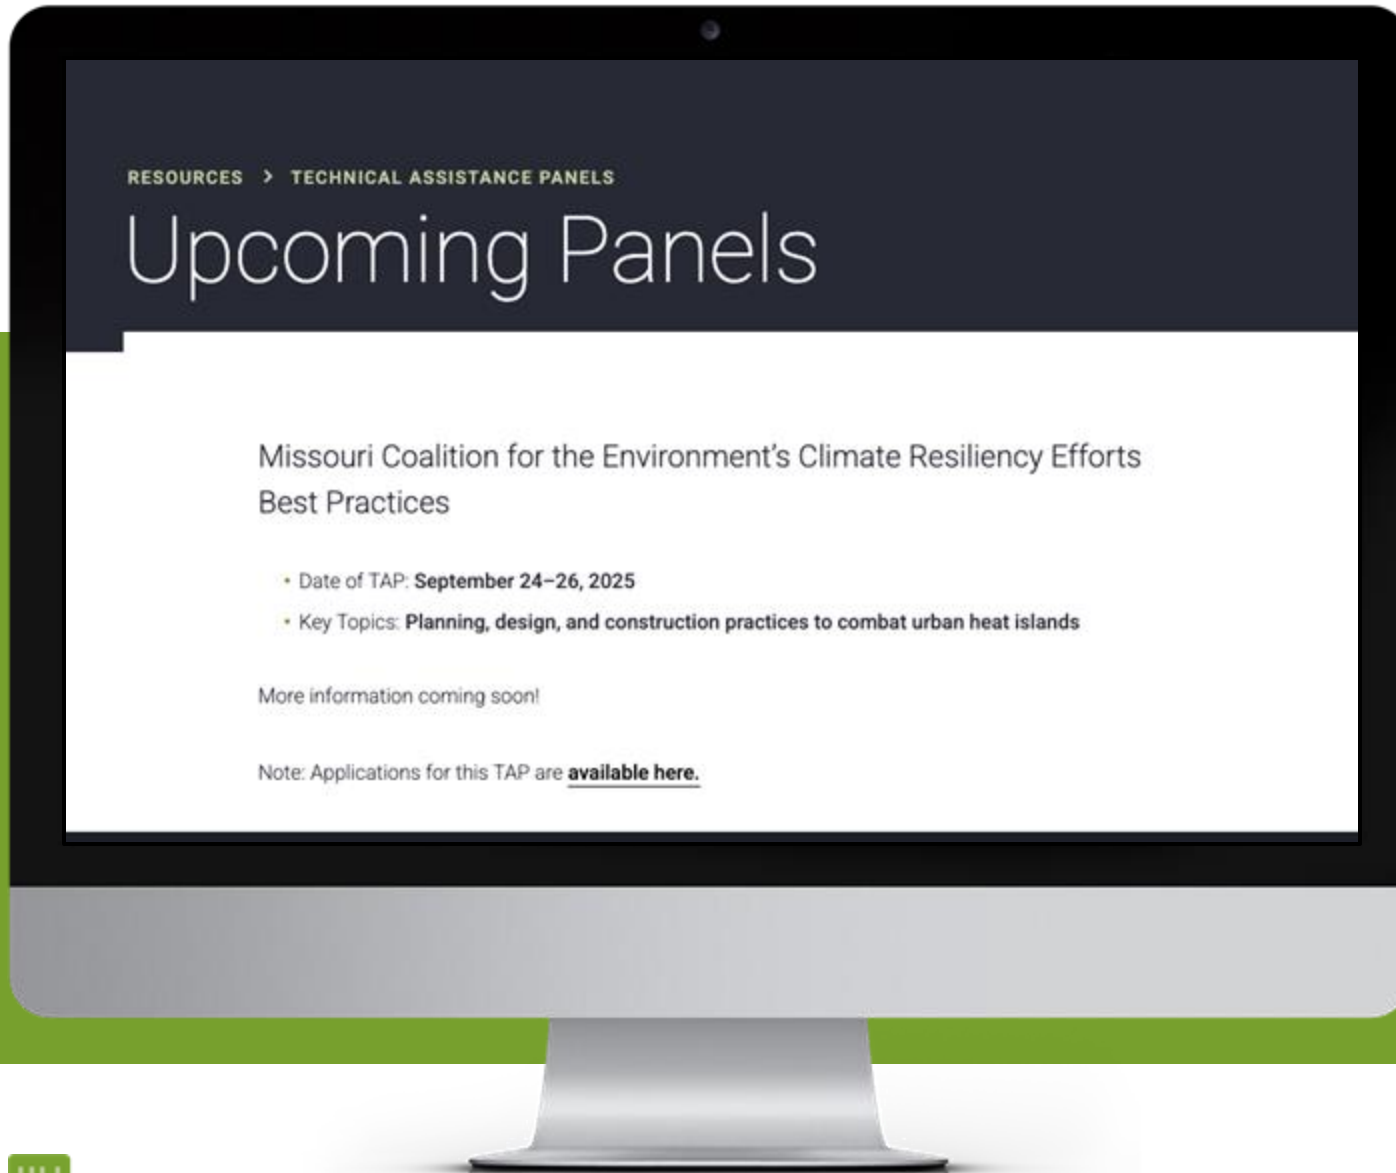 RESOURCES > TECHNICAL ASSISTANCE PANELS
Upcoming Panels
Missouri Coalition for the Environment’s Climate Resiliency Efforts
Best Practices
• Date of TAP: September 24–26, 2025
• Key Topics: Planning, design, and construction practices to combat urban heat islands
More information coming soon!
Note: Applications for this TAP are available here.